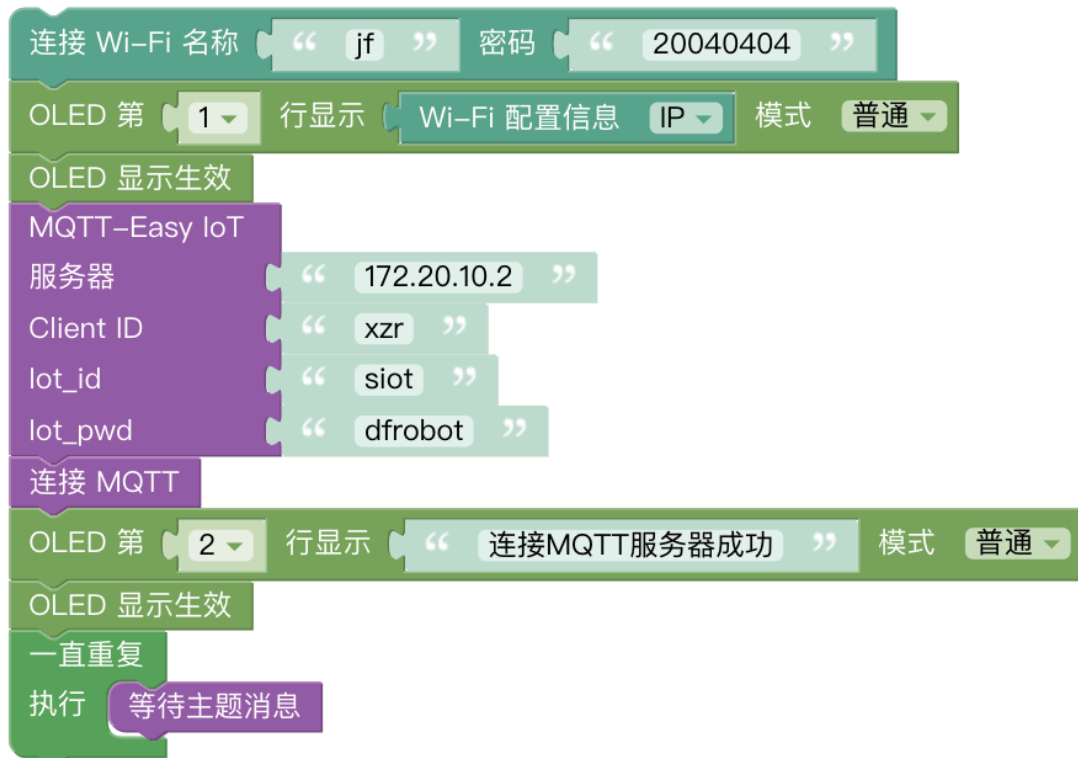 连接 Wi-Fi 名称 “ jf ” 密码 “ 20040404 ”
OLED 第 1 行显示 Wi-Fi 配置信息 IP 模式 普通
OLED 显示生效
MQTT-Easy IoT
服务器 “ 172.20.10.2 ”
Client ID “ xzr ”
Iot_id “ siot ”
Iot_pwd “ dfrobot ”
连接 MQTT
OLED 第 2 行显示 “ 连接MQTT服务器成功 ” 模式 普通
OLED 显示生效
一直重复
执行 等待主题消息